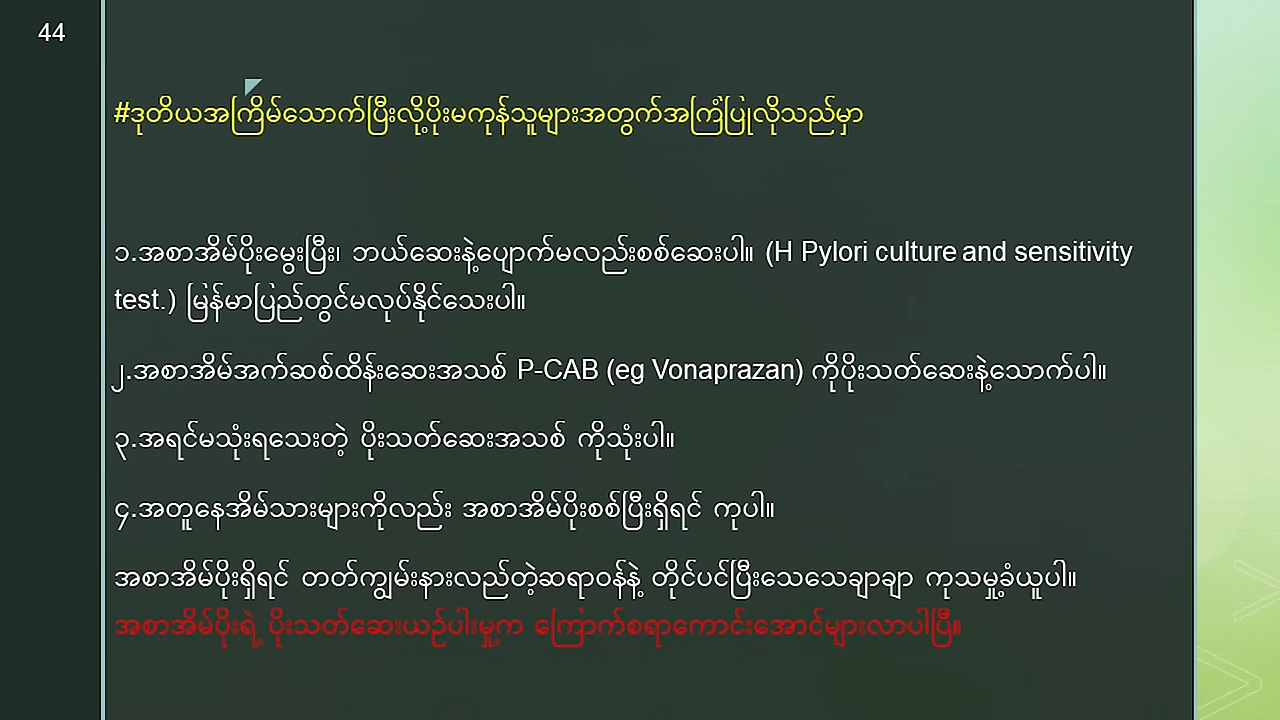 44
#ဒုတိယအကြိမ်သောက်ပြီးလို့ပိုးမကုန်သူများအတွက်အကြံပြုလိုသည်မှာ
၁.အစာအိမ်ပိုးမွေးပြီး၊ ဘယ်ဆေးနဲ့ပျောက်မလည်းစစ်ဆေးပါ။ (H Pylori culture and sensitivity
test.) မြန်မာပြည်တွင်မလုပ်နိုင်သေးပါ။
၂.အစာအိမ်အက်ဆစ်ထိန်းဆေးအသစ် P-CAB (eg Vonaprazan) ကိုပိုးသတ်ဆေးနဲ့သောက်ပါ။
၃.အရင်မသုံးရသေးတဲ့ ပိုးသတ်ဆေးအသစ် ကိုသုံးပါ။
၄.အတူနေအိမ်သားများကိုလည်း အစာအိမ်ပိုးစစ်ပြီးရှိရင် ကုပါ။
အစာအိမ်ပိုးရှိရင် တတ်ကျွမ်းနားလည်တဲ့ဆရာဝန်နဲ့ တိုင်ပင်ပြီးသေသေချာချာ ကုသမှုခံယူပါ။
အစာအိမ်ပိုးရဲ့ ပိုးသတ်ဆေးယဉ်ပါးမှု့က ကြောက်စရာကောင်းအောင်များလာပါပြီ။